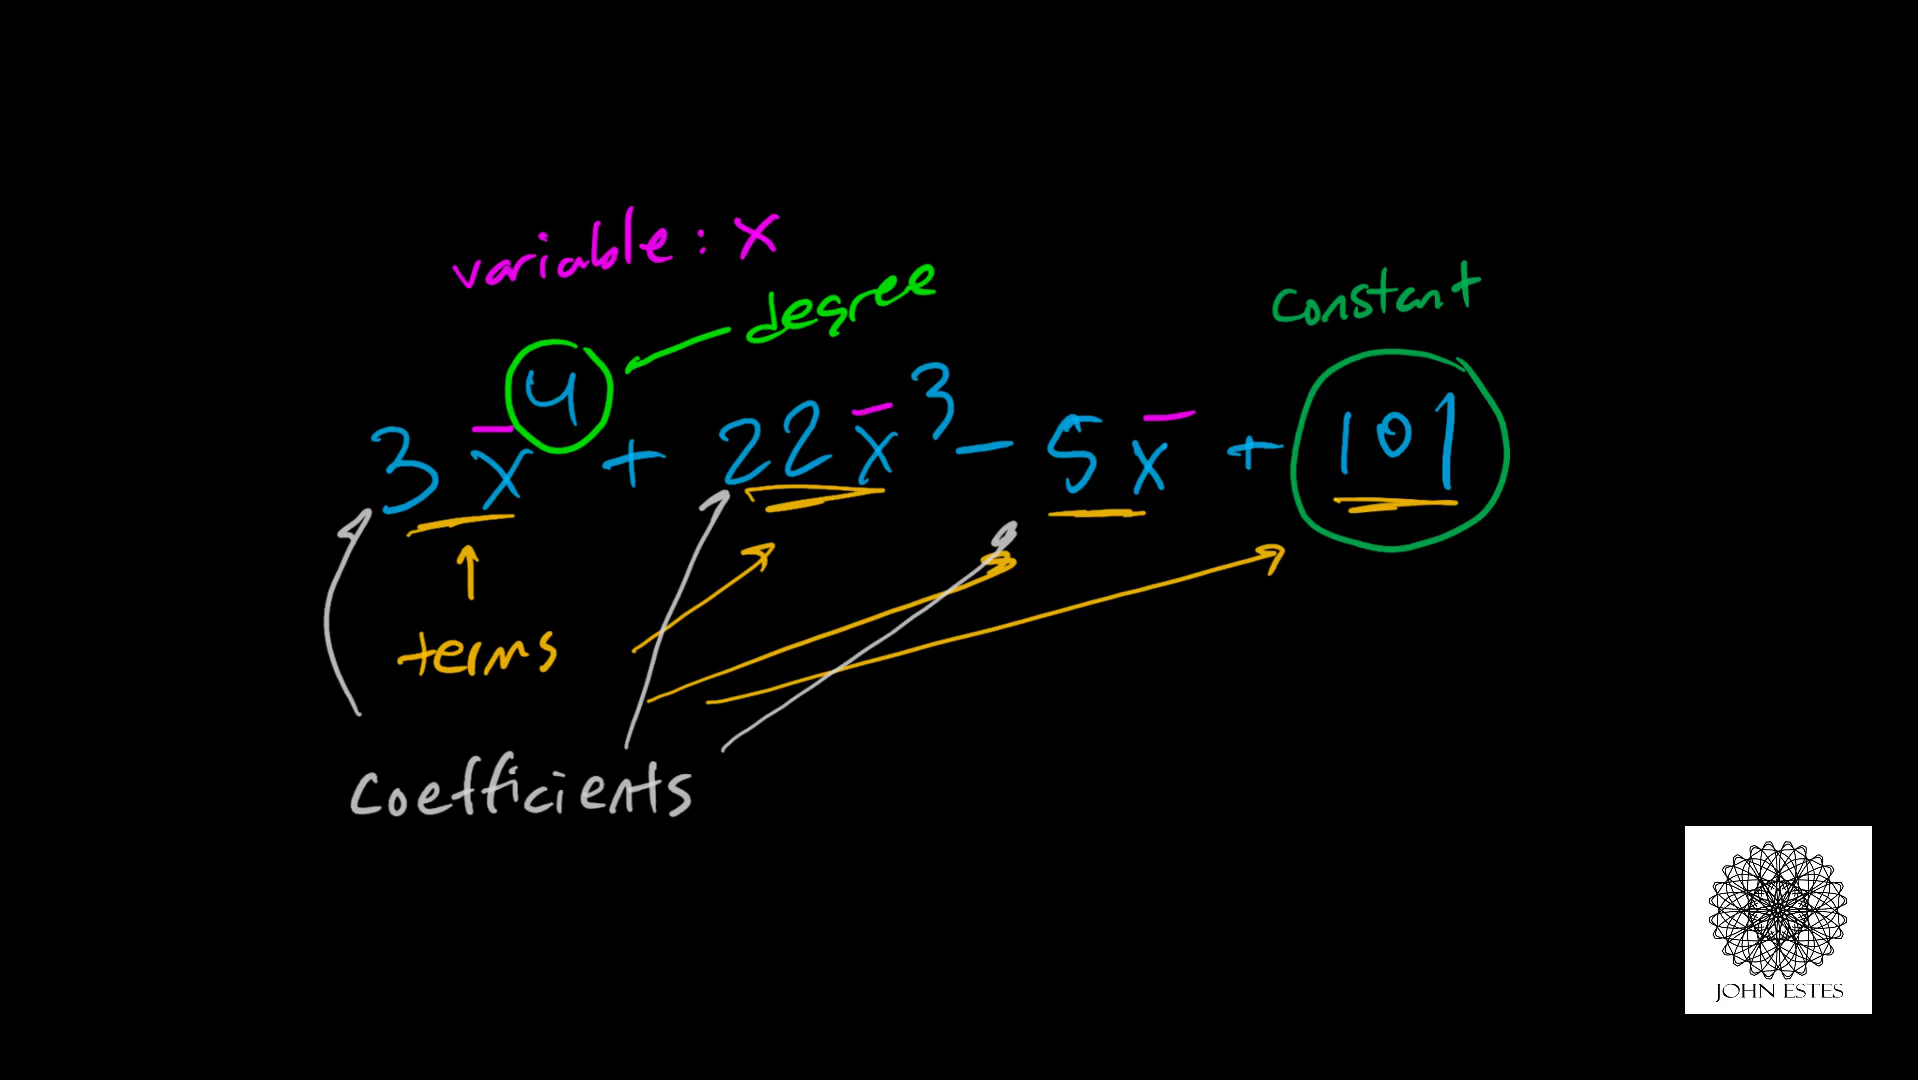 variable: x
degree
constant
3x⁴ + 22x³ - 5x + 101
terms
coefficients
JOHN ESTES